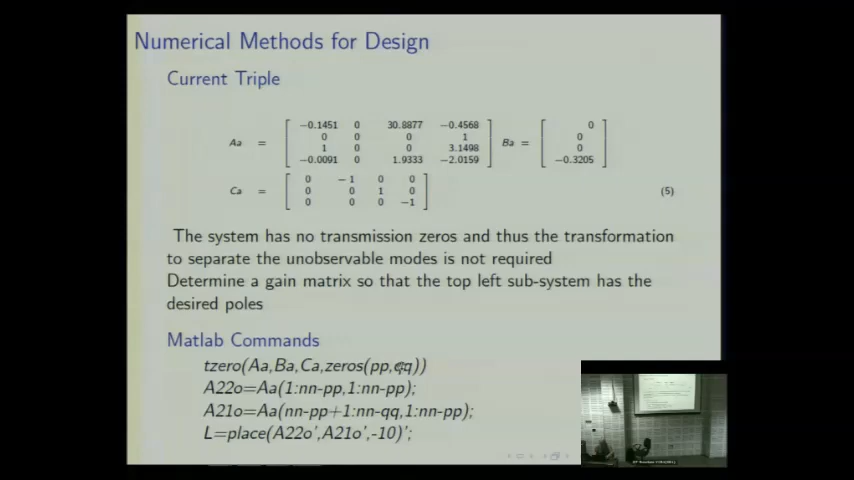 Numerical Methods for Design
Current Triple
Aa = [ −0.1451 0 30.8877 −0.4568
0 0 0 1
1 0 0 3.1498
−0.0091 0 1.9333 −2.0159 ] Ba = [ 0
0
0
−0.3205 ]
Ca = [ 0 −1 0 0
0 0 1 0
0 0 0 −1 ] (5)
The system has no transmission zeros and thus the transformation
to separate the unobservable modes is not required
Determine a gain matrix so that the top left sub-system has the
desired poles
Matlab Commands
tzero(Aa,Ba,Ca,zeros(pp,qq))
A22o=Aa(1:nn-pp,1:nn-pp);
A21o=Aa(nn-pp+1:nn-qq,1:nn-pp);
L=place(A22o',A21o',-10)';